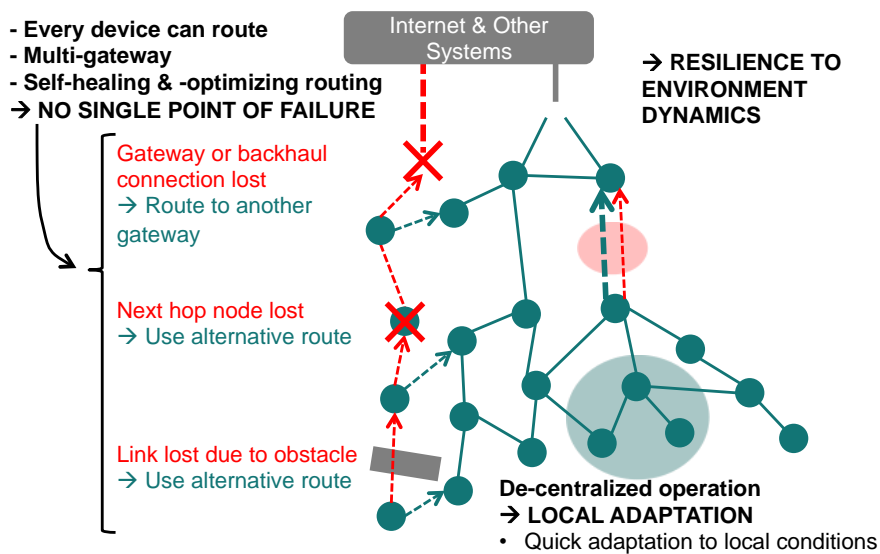 - Every device can route
- Multi-gateway
- Self-healing & -optimizing routing
→ NO SINGLE POINT OF FAILURE
Internet & Other
Systems
→ RESILIENCE TO
ENVIRONMENT
DYNAMICS
Gateway or backhaul
connection lost
→ Route to another
gateway
Next hop node lost
→ Use alternative route
Link lost due to obstacle
→ Use alternative route
De-centralized operation
→ LOCAL ADAPTATION
• Quick adaptation to local conditions